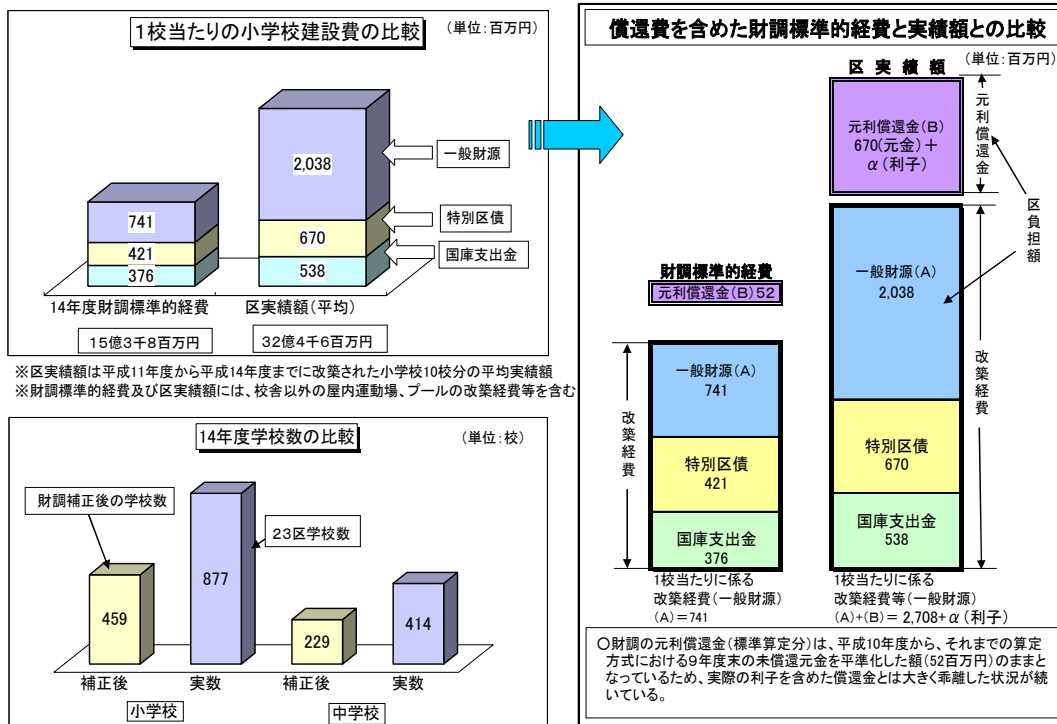 1校当たりの小学校建設費の比較
(単位:百万円)
2,038
741
670
421
538
376
一般財源
特別区債
国庫支出金
14年度財調標準的経費
区実績額(平均)
15億3千8百万円
32億4千6百万円
※区実績額は平成11年度から平成14年度までに改築された小学校10校分の平均実績額
※財調標準的経費及び区実績額には、校舎以外の屋内運動場、プールの改築経費等を含む
14年度学校数の比較
(単位:校)
財調補正後の学校数
23区学校数
459
877
229
414
補正後
実数
補正後
実数
小学校
中学校
償還費を含めた財調標準的経費と実績額との比較
(単位:百万円)
区実績額
元利償還金(B)
670(元金)+
α(利子)
元利償還金
区負担額
財調標準的経費
元利償還金(B)52
一般財源(A)
741
特別区債
421
国庫支出金
376
改築経費
一般財源(A)
2,038
特別区債
670
国庫支出金
538
改築経費
1校当たりに係る
改築経費(一般財源)
(A)=741
1校当たりに係る
改築経費等(一般財源)
(A)+(B)= 2,708+α(利子)
○財調の元利償還金(標準算定分)は、平成10年度から、それまでの算定
方式における9年度末の未償還元金を平準化した額(52百万円)のままと
なっているため、実際の利子を含めた償還金とは大きく乖離した状況が続
いている。